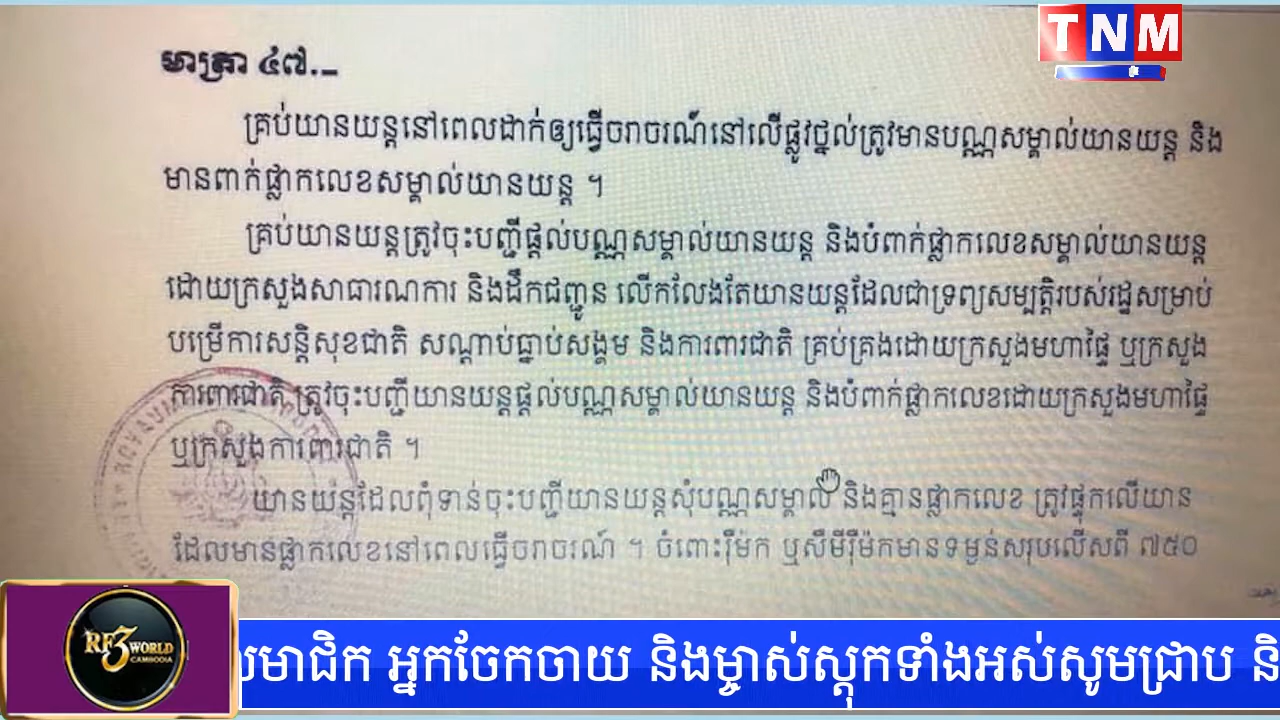 TNM
មាត្រា ៤៧._
គ្រប់យានយន្តនៅពេលដាក់ឲ្យធ្វើចរាចរណ៍នៅលើផ្លូវថ្នល់ត្រូវមានបណ្ណសម្គាល់យានយន្ត និង
មានពាក់ផ្លាកលេខសម្គាល់យានយន្ត ។
គ្រប់យានយន្តត្រូវចុះបញ្ជីផ្តល់បណ្ណសម្គាល់យានយន្ត និងបំពាក់ផ្លាកលេខសម្គាល់យានយន្ត
ដោយក្រសួងសាធារណការ និងដឹកជញ្ជូន លើកលែងតែយានយន្តដែលជាទ្រព្យសម្បត្តិរបស់រដ្ឋសម្រាប់
បម្រើការសន្តិសុខជាតិ សណ្តាប់ធ្នាប់សង្គម និងការពារជាតិ គ្រប់គ្រងដោយក្រសួងមហាផ្ទៃ ឬក្រសួង
ការពារជាតិ ត្រូវចុះបញ្ជីយានយន្តផ្តល់បណ្ណសម្គាល់យានយន្ត និងបំពាក់ផ្លាកលេខដោយក្រសួងមហាផ្ទៃ
ឬក្រសួងការពារជាតិ ។
យានយន្តដែលពុំទាន់ចុះបញ្ជីយានយន្តសុំបណ្ណសម្គាល់ និងគ្មានផ្លាកលេខ ត្រូវផ្ទុកលើយាន
ដែលមានផ្លាកលេខនៅពេលធ្វើចរាចរណ៍ ។ ចំពោះរ៉ឺម៉ក ឬសឺមីរ៉ឺម៉កមានទម្ងន់សរុបលើសពី ៧៥០
RF3 WORLD
CAMBODIA
សមាជិក អ្នកចែកចាយ និងម្ចាស់ស្តុកទាំងអស់សូមជ្រាប និ